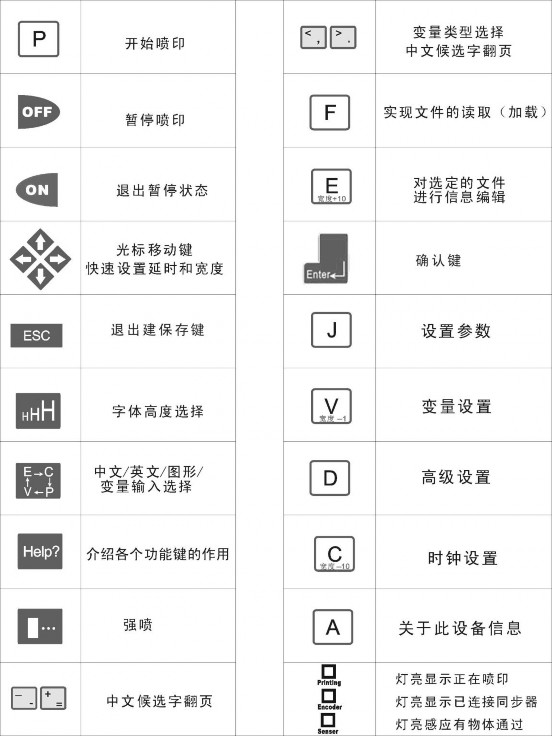 P
开始喷印
OFF
暂停喷印
ON
退出暂停状态
光标移动键
快速设置延时和宽度
ESC
退出建保存键
HHH
字体高度选择
E→C
↑ ↓
V←P
中文/英文/图形/
变量输入选择
Help?
介绍各个功能键的作用
...
强喷
— - + =
中文候选字翻页
< , > .
变量类型选择
中文候选字翻页
F
实现文件的读取（加载）
E
宽度+10
对选定的文件
进行信息编辑
Enter
确认键
J
设置参数
V
宽度-1
变量设置
D
高级设置
C
宽度-10
时钟设置
A
关于此设备信息
Printing
灯亮显示正在喷印
Encoder
灯亮显示已连接同步器
Senser
灯亮感应有物体通过